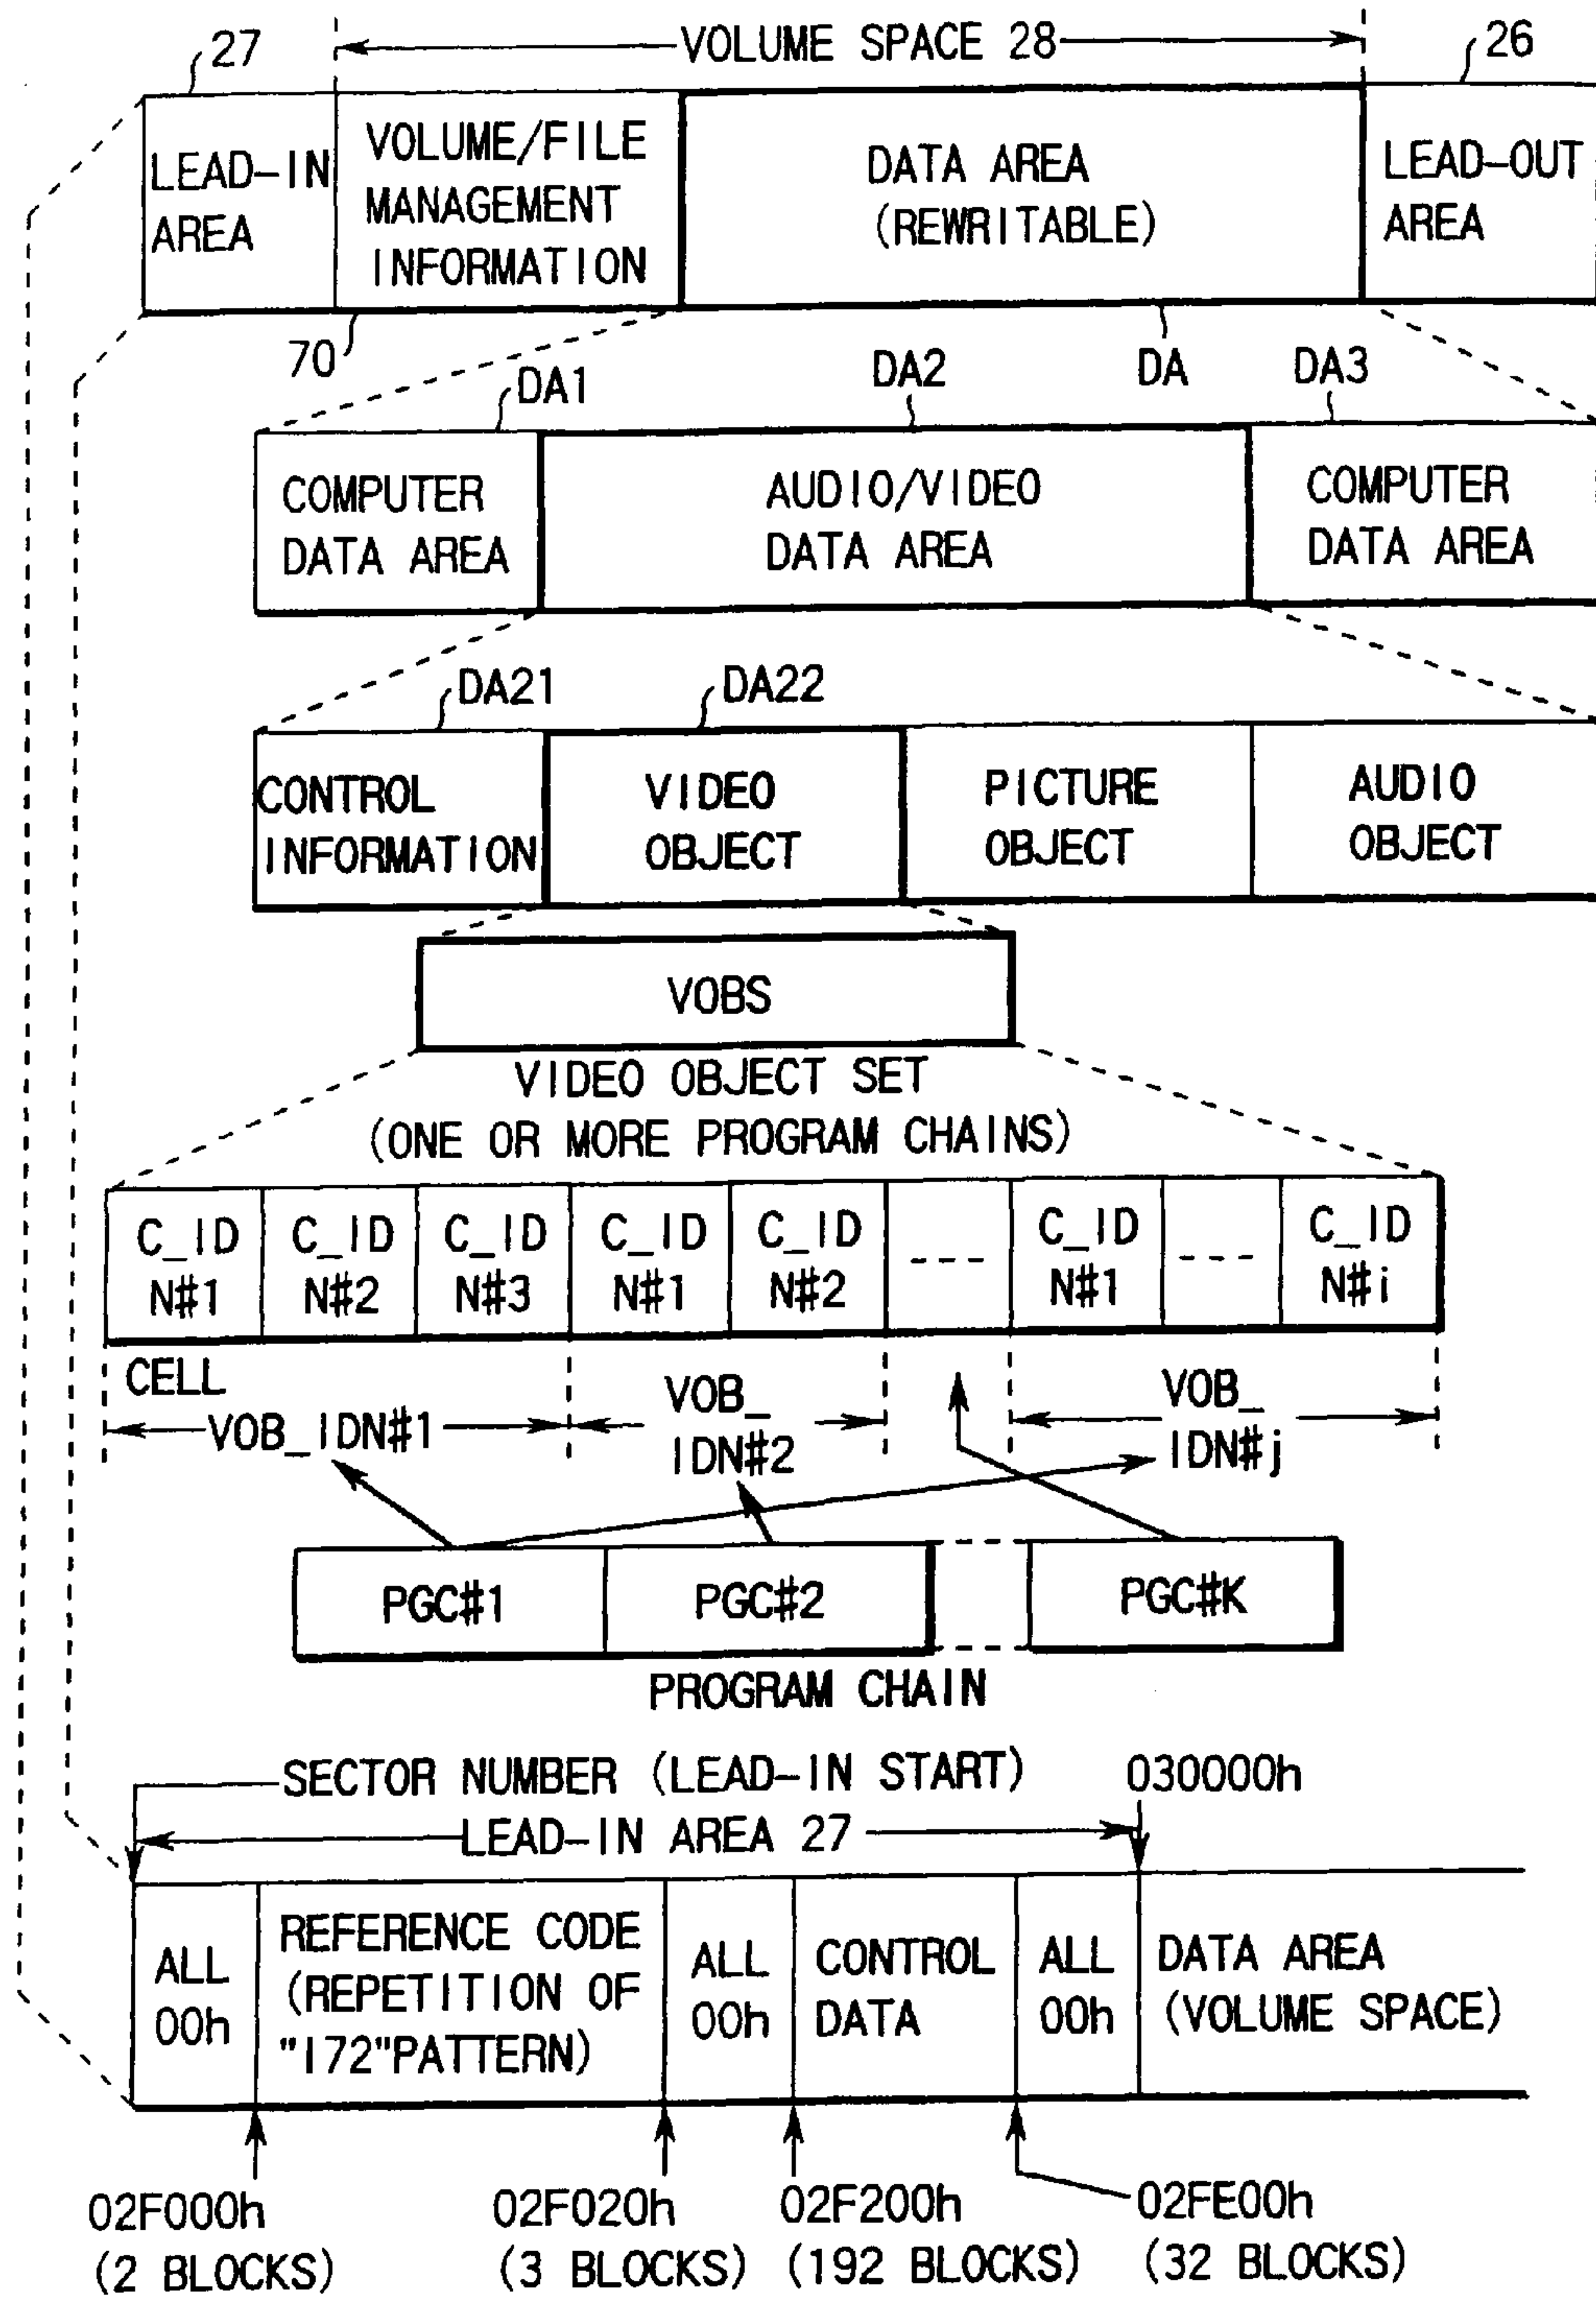 27
VOLUME SPACE 28
26
LEAD-IN
AREA
VOLUME/FILE
MANAGEMENT
INFORMATION
DATA AREA
(REWRITABLE)
LEAD-OUT
AREA
70
DA1
DA2
DA
DA3
COMPUTER
DATA AREA
AUDIO/VIDEO
DATA AREA
COMPUTER
DATA AREA
DA21
DA22
CONTROL
INFORMATION
VIDEO
OBJECT
PICTURE
OBJECT
AUDIO
OBJECT
VOBS
VIDEO OBJECT SET
(ONE OR MORE PROGRAM CHAINS)
C_ID
N#1
C_ID
N#2
C_ID
N#3
C_ID
N#1
C_ID
N#2
----
C_ID
N#1
----
C_ID
N#i
CELL
VOB_IDN#1
VOB_
IDN#2
VOB_
IDN#j
PGC#1
PGC#2
PGC#K
PROGRAM CHAIN
SECTOR NUMBER (LEAD-IN START)
030000h
LEAD-IN AREA 27
ALL
00h
REFERENCE CODE
(REPETITION OF
"172"PATTERN)
ALL
00h
CONTROL
DATA
ALL
00h
DATA AREA
(VOLUME SPACE)
02F000h
(2 BLOCKS)
02F020h
(3 BLOCKS)
02F200h
(192 BLOCKS)
02FE00h
(32 BLOCKS)